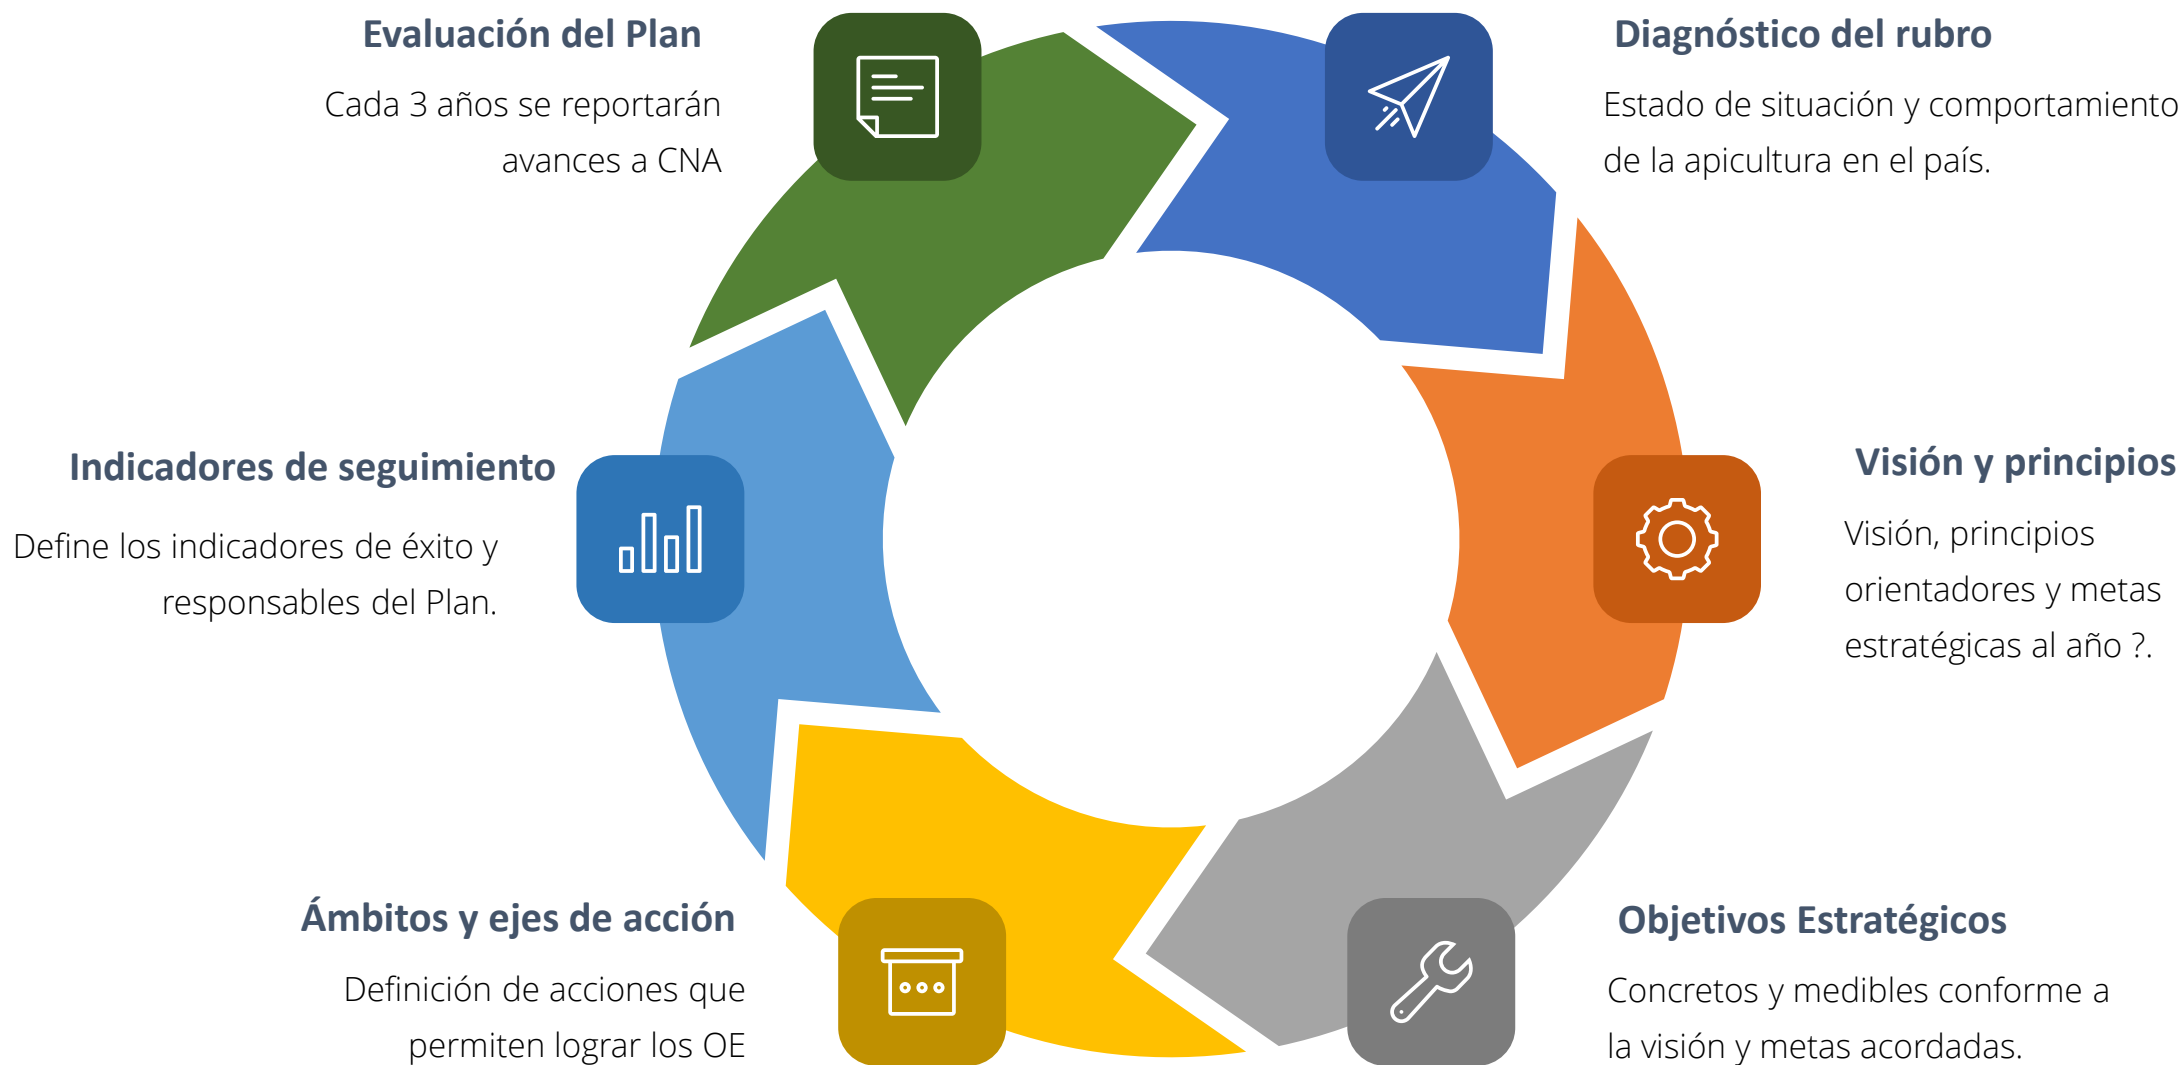 Evaluación del Plan
Cada 3 años se reportarán
avances a CNA
Diagnóstico del rubro
Estado de situación y comportamiento
de la apicultura en el país.
Indicadores de seguimiento
Define los indicadores de éxito y
responsables del Plan.
Visión y principios
Visión, principios
orientadores y metas
estratégicas al año ?.
Ámbitos y ejes de acción
Definición de acciones que
permiten lograr los OE
Objetivos Estratégicos
Concretos y medibles conforme a
la visión y metas acordadas.